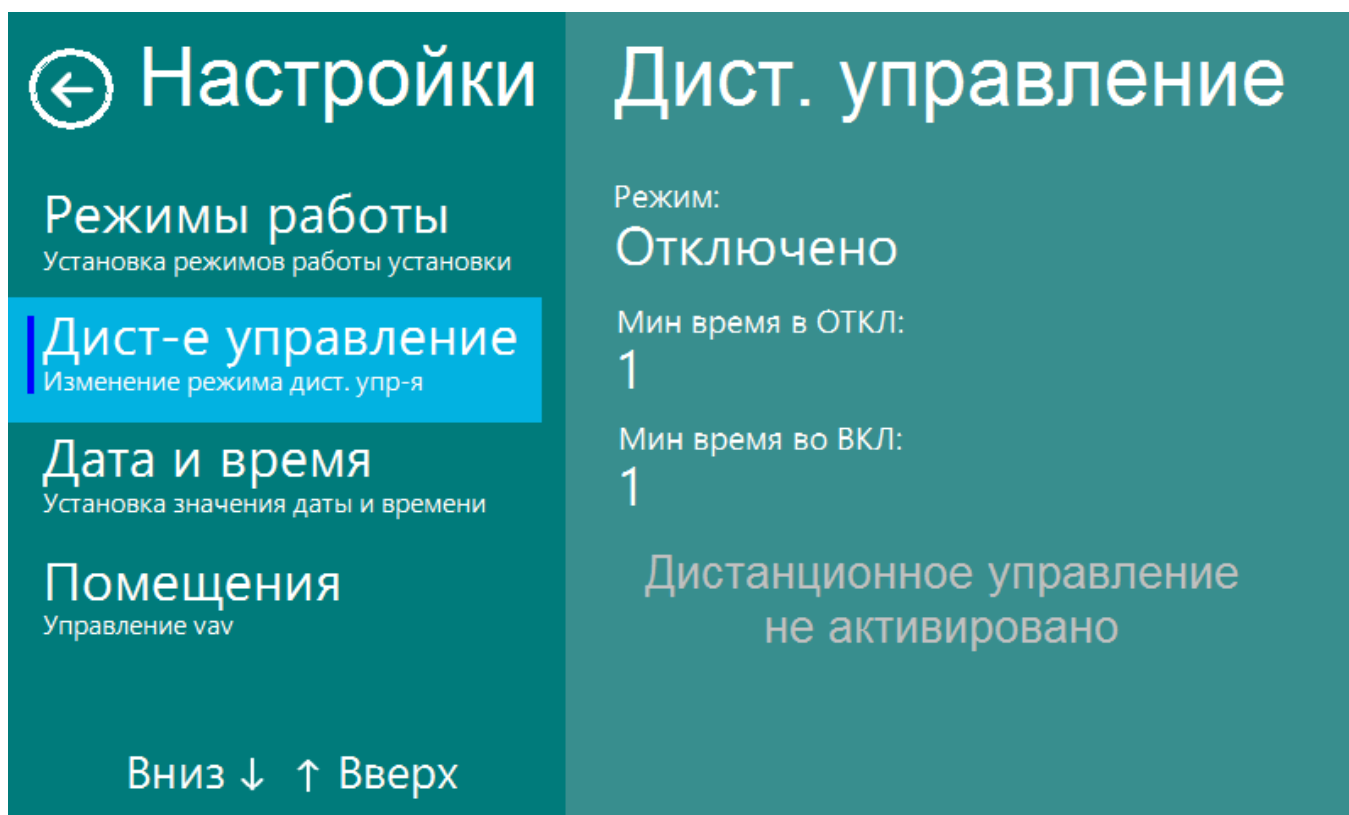 Настройки
Режимы работы
Установка режимов работы установки
Дист-е управление
Изменение режима дист. упр-я
Дата и время
Установка значения даты и времени
Помещения
Управление vav
Вниз ↓ ↑ Вверх
Дист. управление
Режим:
Отключено
Мин время в ОТКЛ:
1
Мин время во ВКЛ:
1
Дистанционное управление
не активировано